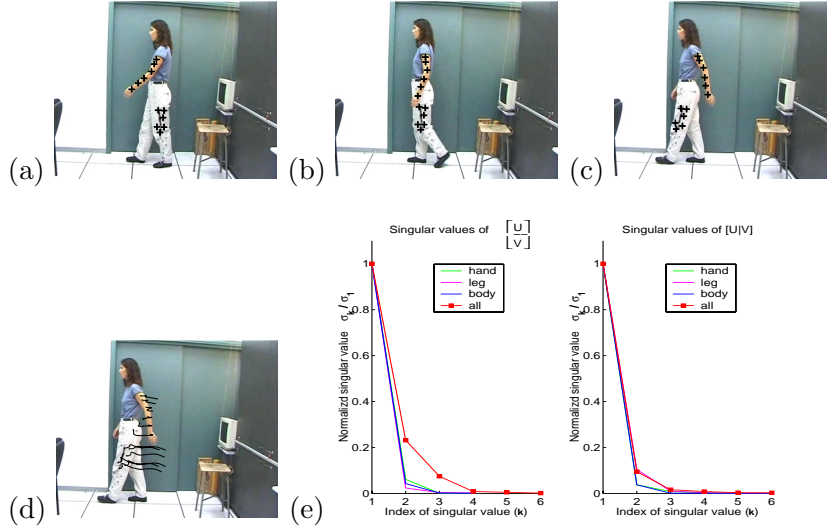 (a)
(b)
(c)
(d)
(e)
Singular values of [U V]
1
0.8
0.6
0.4
0.2
0
Normalizd singular value σk / σ1
hand
leg
body
all
1 2 3 4 5 6
Index of singular value (k)
Singular values of [U|V]
1
0.8
0.6
0.4
0.2
0
Normalizd singular value σk / σ1
hand
leg
body
all
1 2 3 4 5 6
Index of singular value (k)